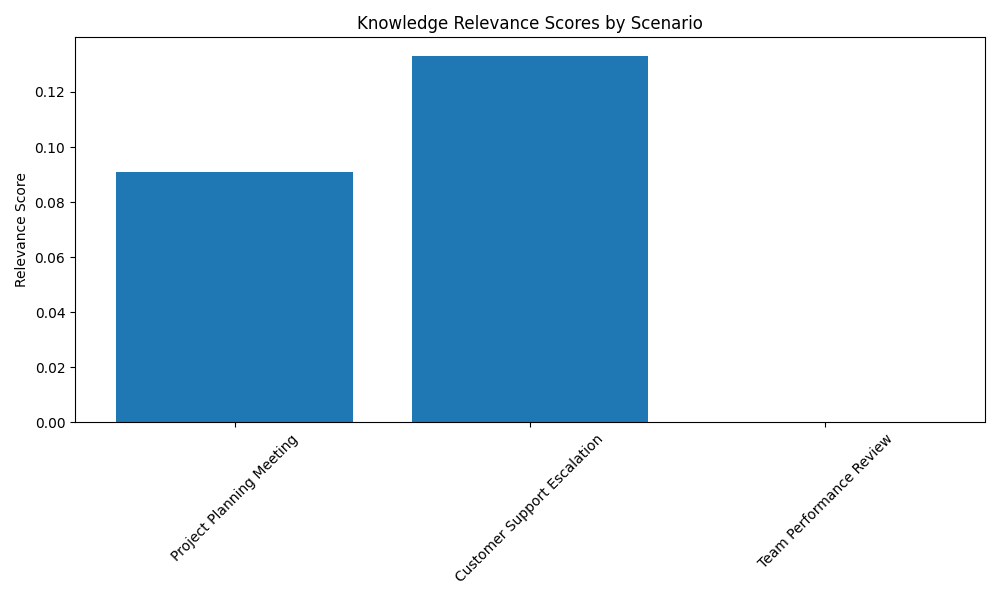 Knowledge Relevance Scores by Scenario
Relevance Score
0.12
0.10
0.08
0.06
0.04
0.02
0.00
Project Planning Meeting
Customer Support Escalation
Team Performance Review